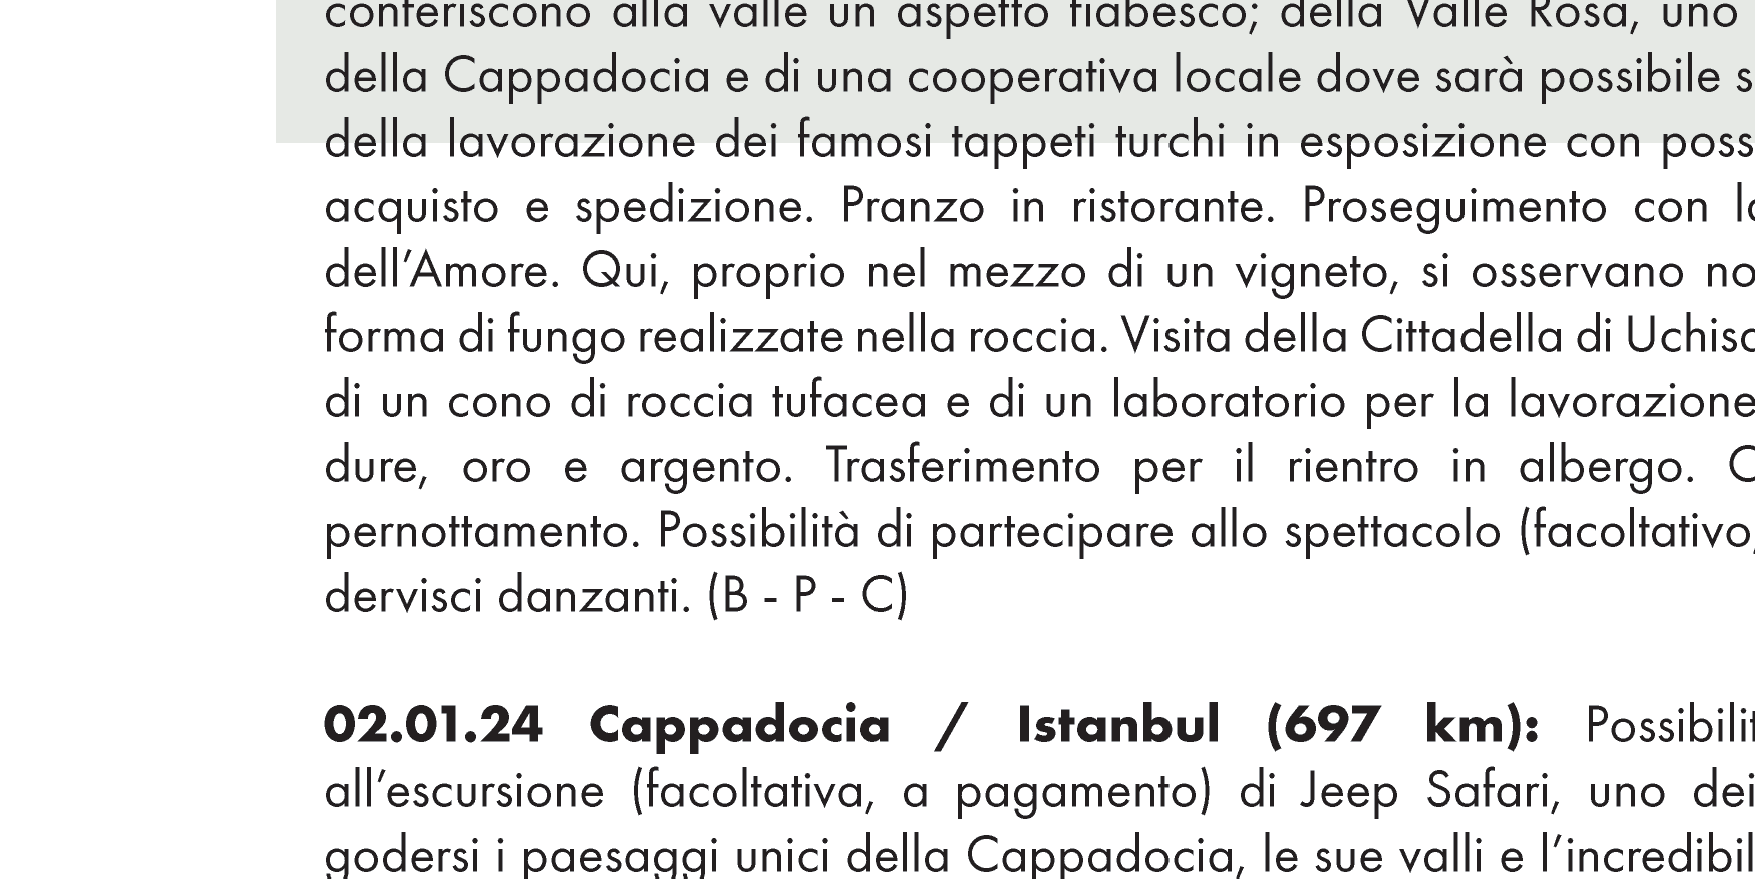 conferiscono alla valle un aspetto fiabesco; della Valle Rosa, uno
della Cappadocia e di una cooperativa locale dove sarà possibile
della lavorazione dei famosi tappeti turchi in esposizione con
acquisto e spedizione. Pranzo in ristorante. Proseguimento con
dell’Amore. Qui, proprio nel mezzo di un vigneto, si osservano
forma di fungo realizzate nella roccia. Visita della Cittadella di
di un cono di roccia tufacea e di un laboratorio per la lavorazione
dure, oro e argento. Trasferimento per il rientro in albergo.
pernottamento. Possibilità di partecipare allo spettacolo (facoltativo,
dervisci danzanti. (B - P - C)
02.01.24 Cappadocia / Istanbul (697 km):
all’escursione (facoltativa, a pagamento) di Jeep Safari, uno dei
godersi i paesaggi unici della Cappadocia, le sue valli e